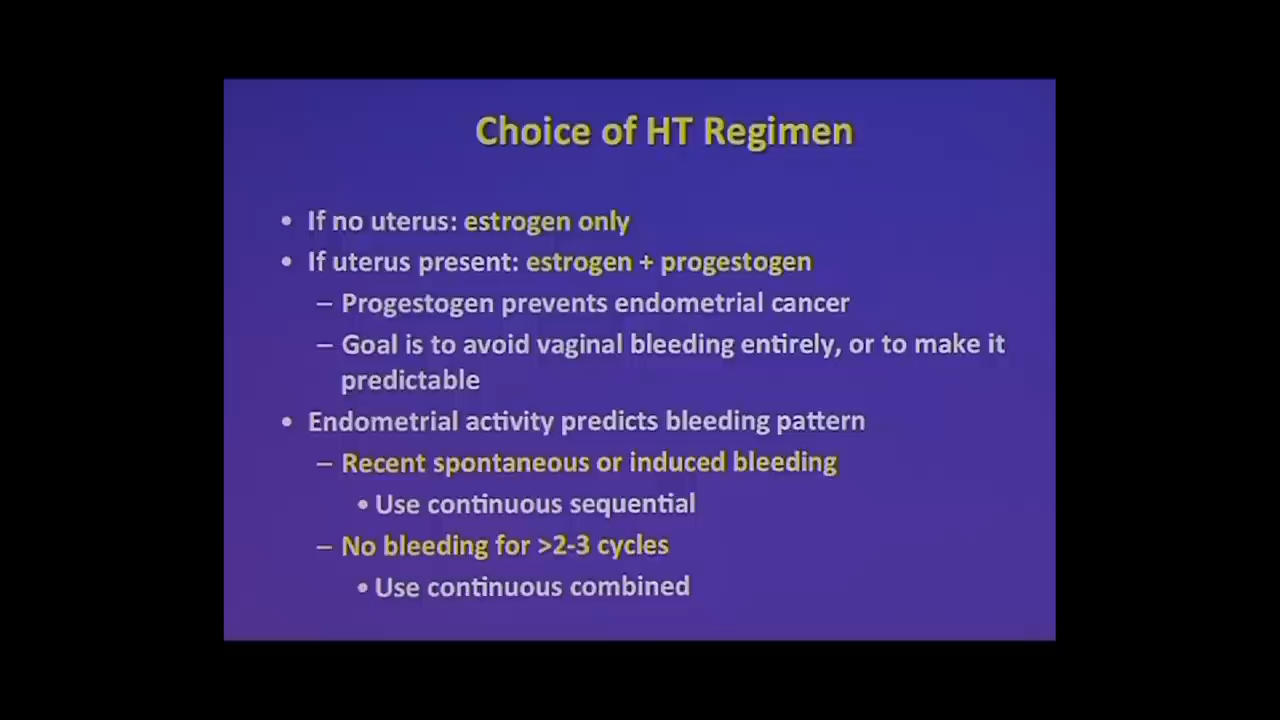 Choice of HT Regimen
• If no uterus: estrogen only
• If uterus present: estrogen + progestogen
– Progestogen prevents endometrial cancer
– Goal is to avoid vaginal bleeding entirely, or to make it
predictable
• Endometrial activity predicts bleeding pattern
– Recent spontaneous or induced bleeding
• Use continuous sequential
– No bleeding for >2-3 cycles
• Use continuous combined